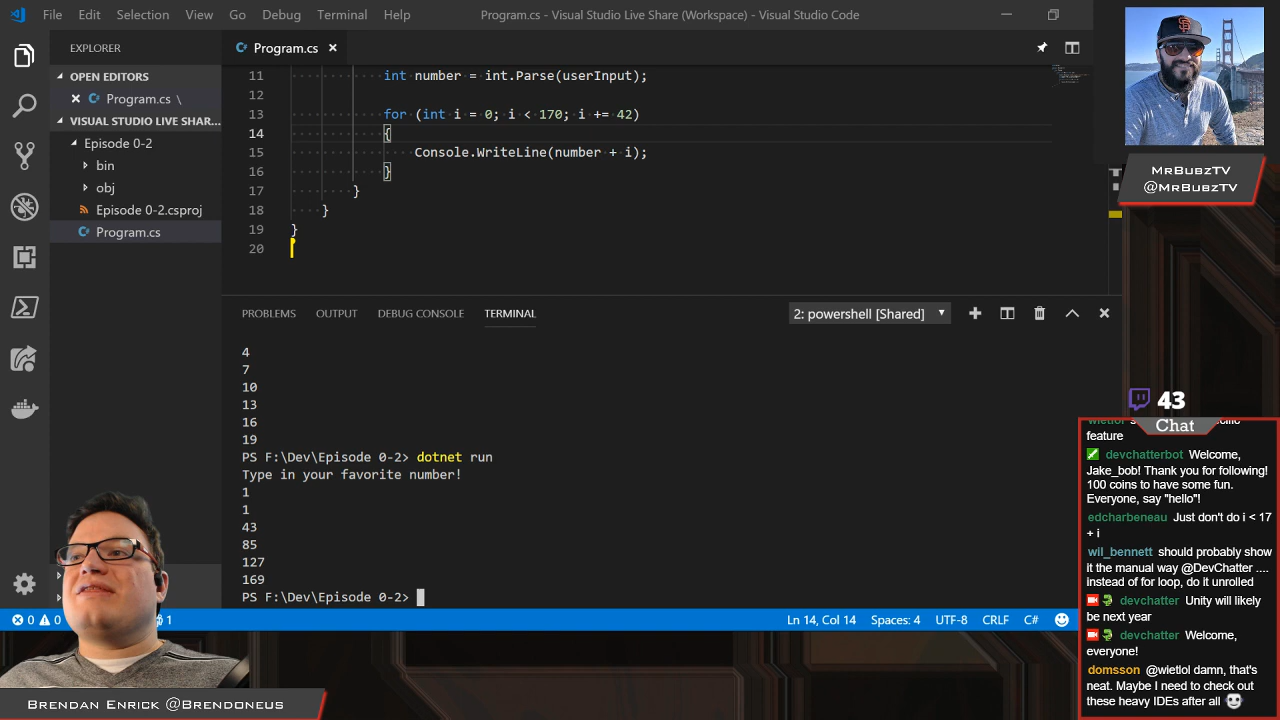 File Edit Selection View Go Debug Terminal Help
Program.cs - Visual Studio Live Share (Workspace) - Visual Studio Code
EXPLORER
OPEN EDITORS
Program.cs \
VISUAL STUDIO LIVE SHAR...
Episode 0-2
bin
obj
Episode 0-2.csproj
Program.cs
Program.cs
11 int number = int.Parse(userInput);
12
13 for (int i = 0; i < 170; i += 42)
14 {
15 Console.WriteLine(number + i);
16 }
17 }
18 }
19 }
20
PROBLEMS OUTPUT DEBUG CONSOLE TERMINAL
2: powershell [Shared]
4
7
10
13
16
19
PS F:\Dev\Episode 0-2> dotnet run
Type in your favorite number!
1
1
43
85
127
169
PS F:\Dev\Episode 0-2>
0 0 1
Ln 14, Col 14 Spaces: 4 UTF-8 CRLF C#
BRENDAN ENRICK @BRENDONEUS
MRBUBZTV
@MRBUBZTV
43
Chat
feature
devchatterbot Welcome,
Jake_bob! Thank you for following!
100 coins to have some fun.
Everyone, say "hello"!
edcharbeneau Just don't do i < 17
+ i
wil_bennett should probably show
it the manual way @DevChatter ....
instead of for loop, do it unrolled
devchatter Unity will likely
be next year
devchatter Welcome,
everyone!
domsson @wietlol damn, that's
neat. Maybe I need to check out
these heavy IDEs after all